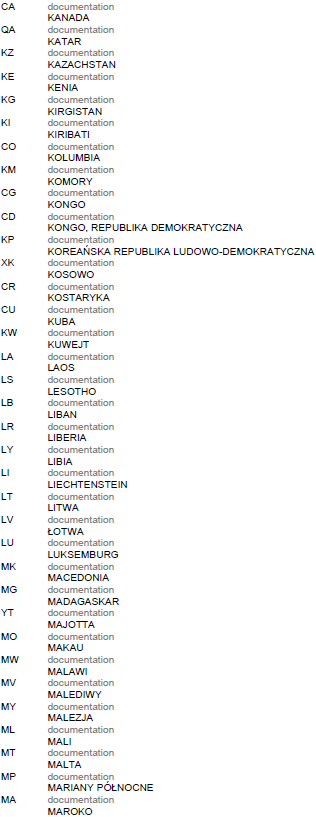 CA documentation
KANADA
QA documentation
KATAR
KZ documentation
KAZACHSTAN
KE documentation
KENIA
KG documentation
KIRGISTAN
KI documentation
KIRIBATI
CO documentation
KOLUMBIA
KM documentation
KOMORY
CG documentation
KONGO
CD documentation
KONGO, REPUBLIKA DEMOKRATYCZNA
KP documentation
KOREAŃSKA REPUBLIKA LUDOWO-DEMOKRATYCZNA
XK documentation
KOSOWO
CR documentation
KOSTARYKA
CU documentation
KUBA
KW documentation
KUWEJT
LA documentation
LAOS
LS documentation
LESOTHO
LB documentation
LIBAN
LR documentation
LIBERIA
LY documentation
LIBIA
LI documentation
LIECHTENSTEIN
LT documentation
LITWA
LV documentation
ŁOTWA
LU documentation
LUKSEMBURG
MK documentation
MACEDONIA
MG documentation
MADAGASKAR
YT documentation
MAJOTTA
MO documentation
MAKAU
MW documentation
MALAWI
MV documentation
MALEDIWY
MY documentation
MALEZJA
ML documentation
MALI
MT documentation
MALTA
MP documentation
MARIANY PÓŁNOCNE
MA documentation
MAROKO